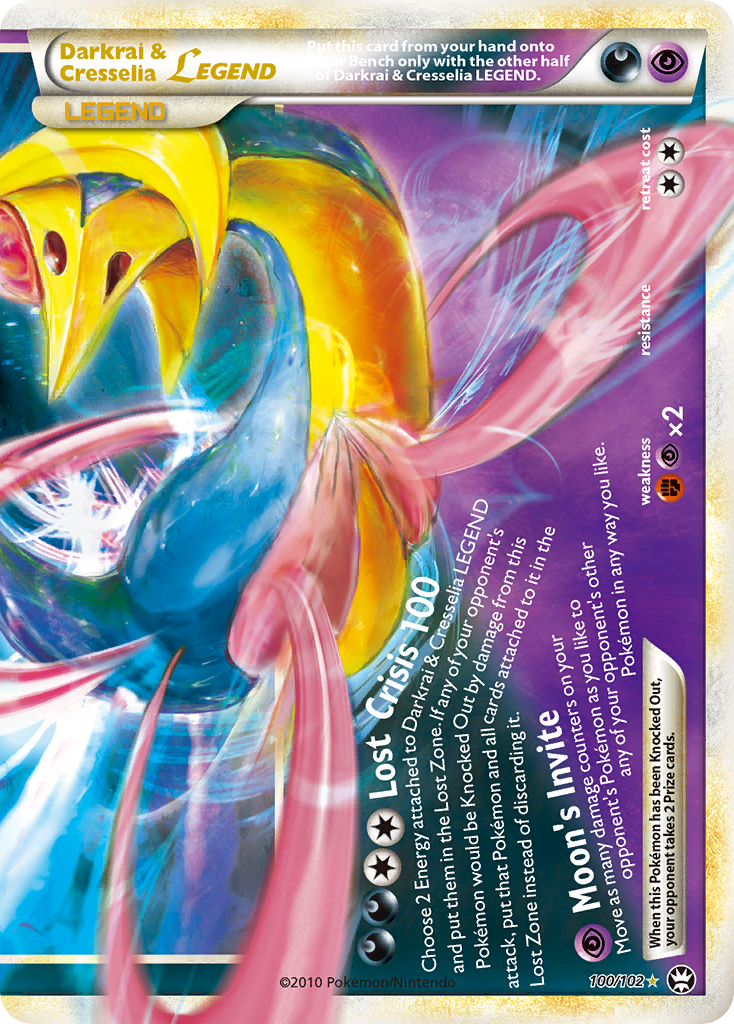 Darkrai &
Cresselia LEGEND
LEGEND
Put this card from your hand onto
your Bench only with the other half
of Darkrai & Cresselia LEGEND.
retreat cost
resistance
weakness
×2
Lost Crisis 100
Choose 2 Energy attached to Darkrai & Cresselia LEGEND
and put them in the Lost Zone. If any of your opponent's
Pokémon would be Knocked Out by damage from this
attack, put that Pokémon and all cards attached to it in the
Lost Zone instead of discarding it.
Moon's Invite
Move as many damage counters on your
opponent's Pokémon as you like to
any of your opponent's other
Pokémon in any way you like.
When this Pokémon has been Knocked Out,
your opponent takes 2 Prize cards.
©2010 Pokémon/Nintendo
100/102